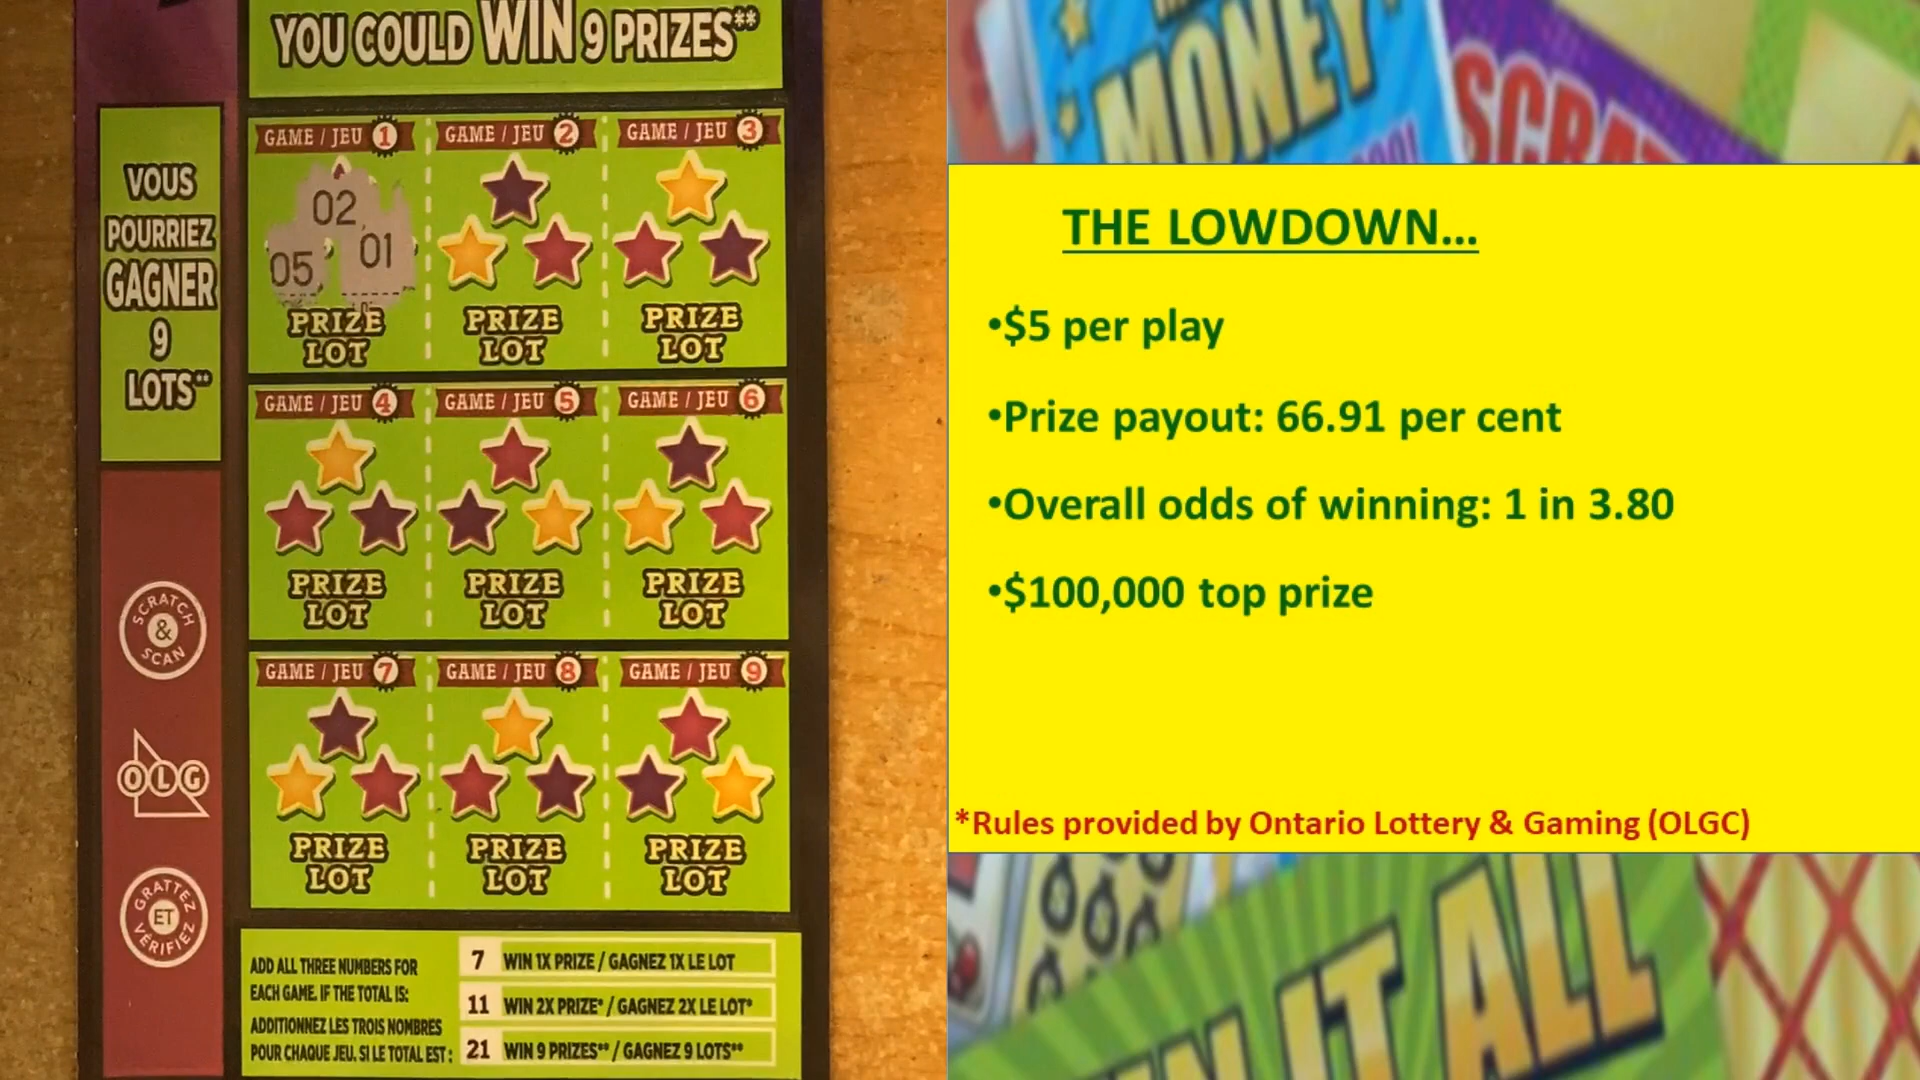 YOU COULD WIN 9 PRIZES**
VOUS
POURRIEZ
GAGNER
9
LOTS**
GAME / JEU 1
02
05
01
PRIZE
LOT
GAME / JEU 2
PRIZE
LOT
GAME / JEU 3
PRIZE
LOT
GAME / JEU 4
PRIZE
LOT
GAME / JEU 5
PRIZE
LOT
GAME / JEU 6
PRIZE
LOT
GAME / JEU 7
PRIZE
LOT
GAME / JEU 8
PRIZE
LOT
GAME / JEU 9
PRIZE
LOT
SCRATCH
&
SCAN
OLG
GRATTEZ
ET
VÉRIFIEZ
ADD ALL THREE NUMBERS FOR
EACH GAME. IF THE TOTAL IS:
ADDITIONNEZ LES TROIS NOMBRES
POUR CHAQUE JEU. SI LE TOTAL EST :
7 WIN 1X PRIZE / GAGNEZ 1X LE LOT
11 WIN 2X PRIZE* / GAGNEZ 2X LE LOT*
21 WIN 9 PRIZES** / GAGNEZ 9 LOTS**
MONEY
THE LOWDOWN...
•$5 per play
•Prize payout: 66.91 per cent
•Overall odds of winning: 1 in 3.80
•$100,000 top prize
*Rules provided by Ontario Lottery & Gaming (OLGC)
IT ALL